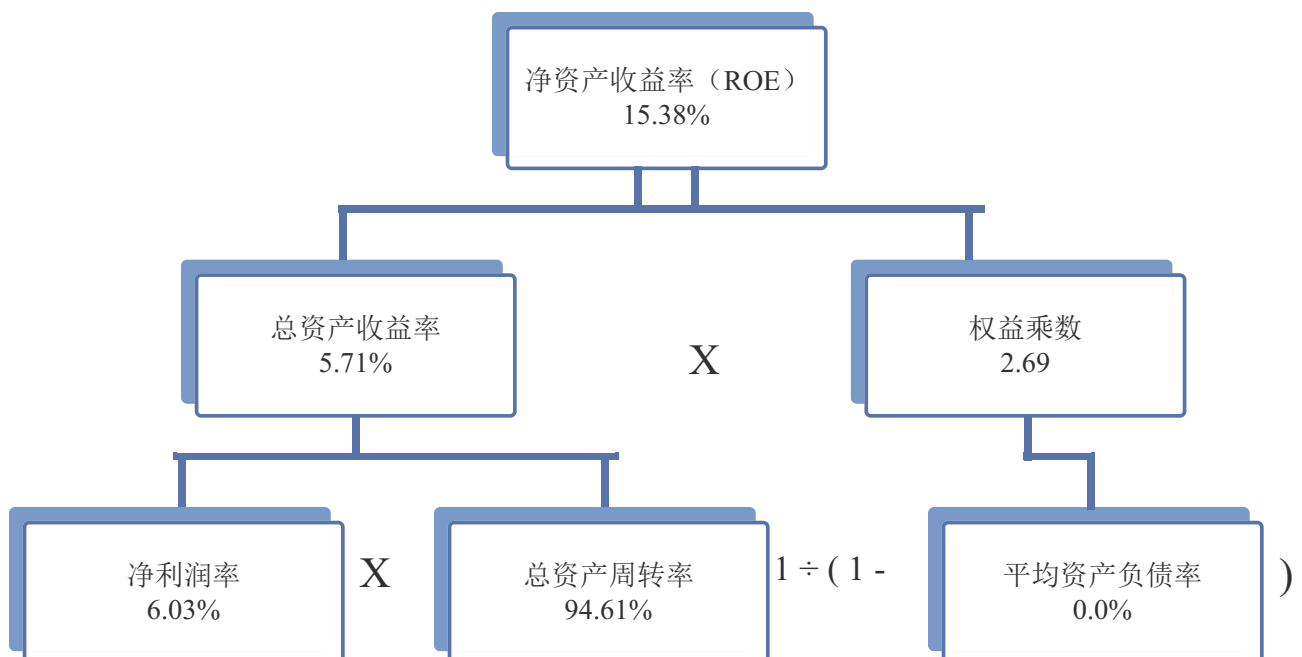 净资产收益率（ROE）
15.38%
总资产收益率
5.71%
X
权益乘数
2.69
净利润率
6.03%
X
总资产周转率
94.61%
1 ÷ ( 1 -
平均资产负债率
0.0%
)